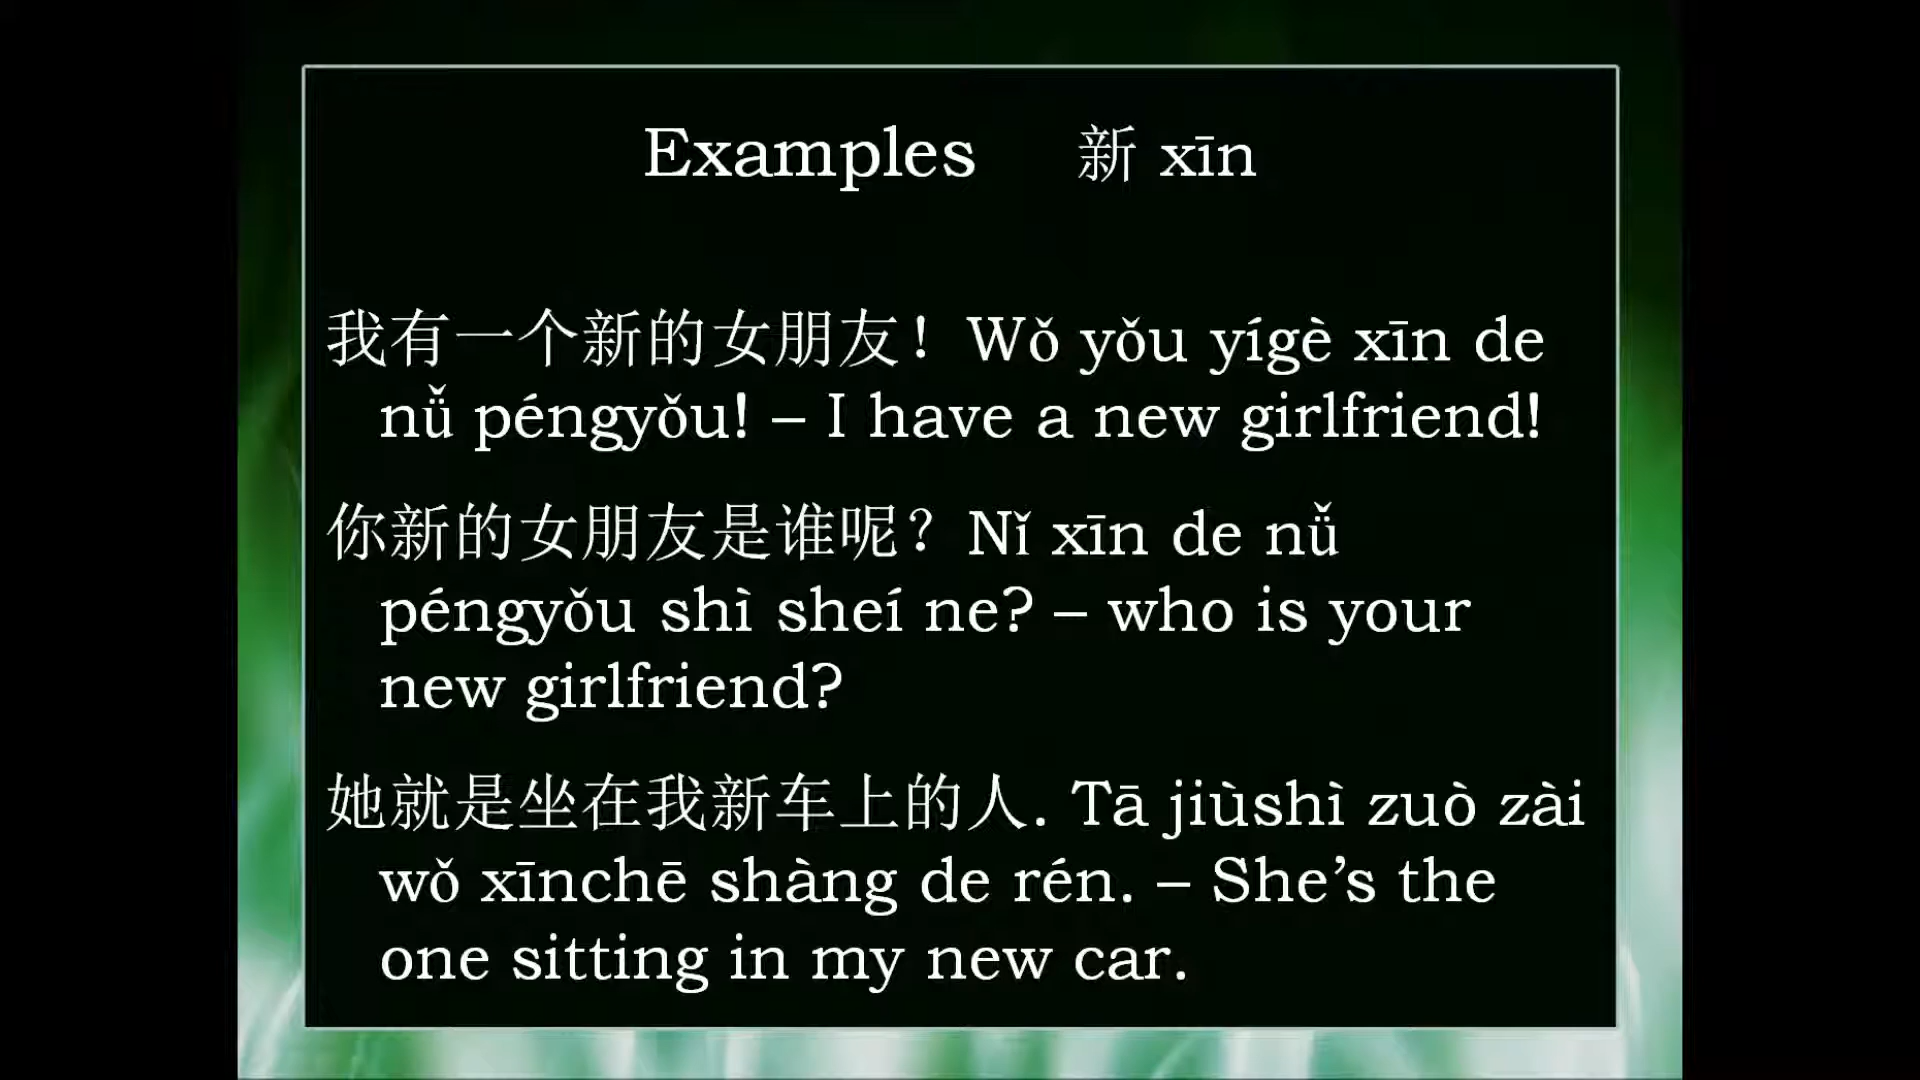 Examples 新 xīn
我有一个新的女朋友！Wǒ yǒu yígè xīn de
nǚ péngyǒu! – I have a new girlfriend!
你新的女朋友是谁呢？Nǐ xīn de nǚ
péngyǒu shì sheí ne? – who is your
new girlfriend?
她就是坐在我新车上的人. Tā jiùshì zuò zài
wǒ xīnchē shàng de rén. – She’s the
one sitting in my new car.